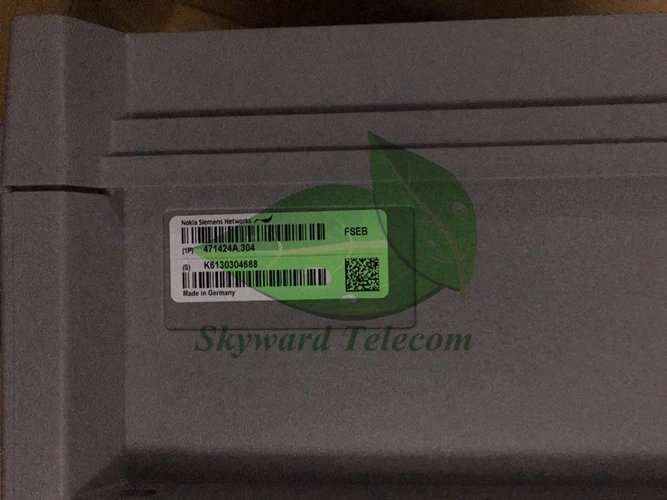 Nokia Siemens Networks
FSEB
(1P) 471424A.304
(S) K6130304688
Made in Germany
Skyward Telecom